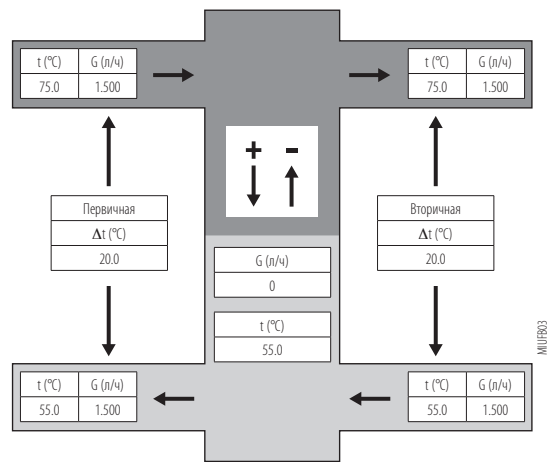 t (°C) G (л/ч)
75.0 1.500
t (°C) G (л/ч)
75.0 1.500
+ -
Первичная
Δt (°C)
20.0
Вторичная
Δt (°C)
20.0
G (л/ч)
0
t (°C)
55.0
t (°C) G (л/ч)
55.0 1.500
t (°C) G (л/ч)
55.0 1.500
MIUFB03